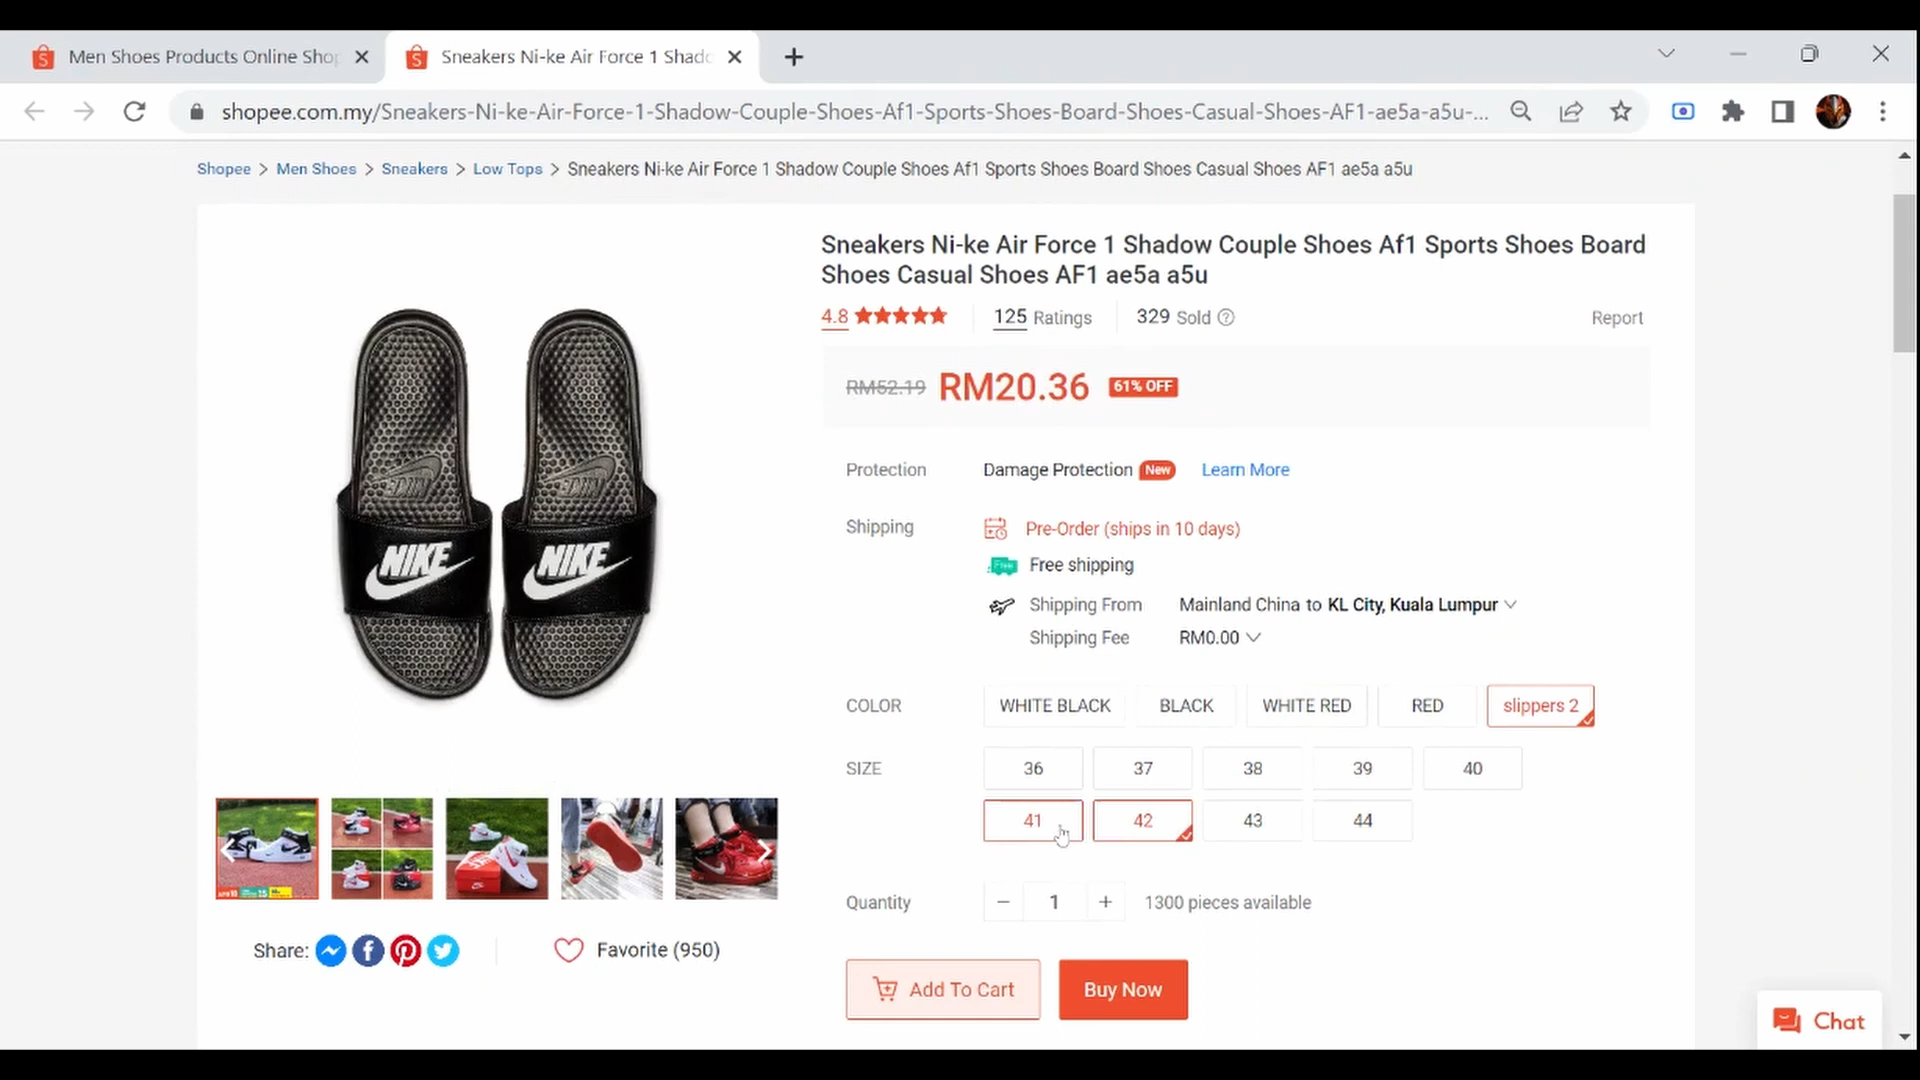 Men Shoes Products Online Shop
Sneakers Ni-ke Air Force 1 Shado
shopee.com.my/Sneakers-Ni-ke-Air-Force-1-Shadow-Couple-Shoes-Af1-Sports-Shoes-Board-Shoes-Casual-Shoes-AF1-ae5a-a5u-...
Shopee > Men Shoes > Sneakers > Low Tops > Sneakers Ni-ke Air Force 1 Shadow Couple Shoes Af1 Sports Shoes Board Shoes Casual Shoes AF1 ae5a a5u
Sneakers Ni-ke Air Force 1 Shadow Couple Shoes Af1 Sports Shoes Board
Shoes Casual Shoes AF1 ae5a a5u
4.8 125 Ratings 329 Sold ? Report
RM52.19 RM20.36 61% OFF
Protection Damage Protection New Learn More
Shipping Pre-Order (ships in 10 days)
Free Free shipping
Shipping From Mainland China to KL City, Kuala Lumpur
Shipping Fee RM0.00
NIKE NIKE
COLOR WHITE BLACK BLACK WHITE RED RED slippers 2
SIZE 36 37 38 39 40
41 42 43 44
Quantity − 1 + 1300 pieces available
Share: Favorite (950)
Add To Cart Buy Now
Chat